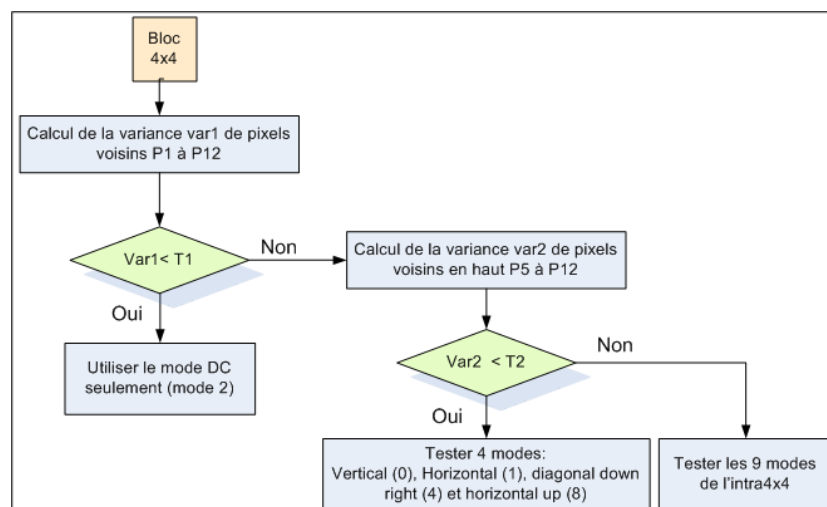 Bloc
4x4
Calcul de la variance var1 de pixels
voisins P1 à P12
Var1< T1
Non
Calcul de la variance var2 de pixels
voisins en haut P5 à P12
Oui
Utiliser le mode DC
seulement (mode 2)
Var2 < T2
Non
Oui
Tester 4 modes:
Vertical (0), Horizontal (1), diagonal down
right (4) et horizontal up (8)
Tester les 9 modes
de l'intra4x4